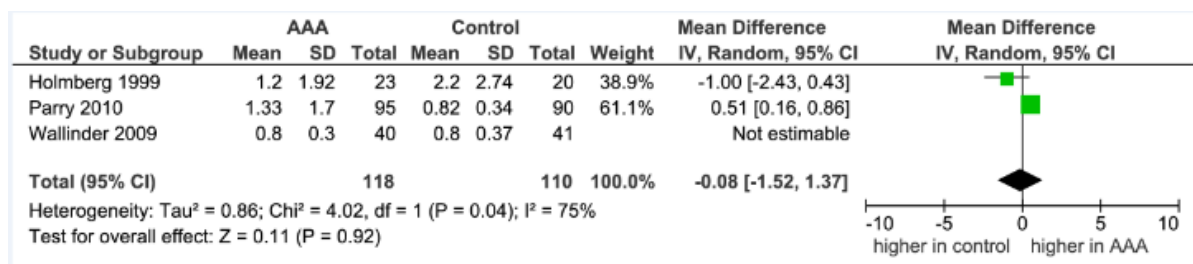 AAA Control Mean Difference Mean Difference
Study or Subgroup Mean SD Total Mean SD Total Weight IV, Random, 95% CI IV, Random, 95% CI
Holmberg 1999 1.2 1.92 23 2.2 2.74 20 38.9% -1.00 [-2.43, 0.43]
Parry 2010 1.33 1.7 95 0.82 0.34 90 61.1% 0.51 [0.16, 0.86]
Wallinder 2009 0.8 0.3 40 0.8 0.37 41 Not estimable
Total (95% CI) 118 110 100.0% -0.08 [-1.52, 1.37]
Heterogeneity: Tau² = 0.86; Chi² = 4.02, df = 1 (P = 0.04); I² = 75%
Test for overall effect: Z = 0.11 (P = 0.92)
-10 -5 0 5 10
higher in control higher in AAA